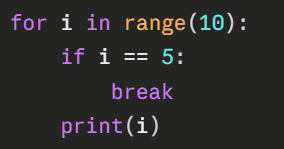 for i in range(10):
    if i == 5:
        break
    print(i)